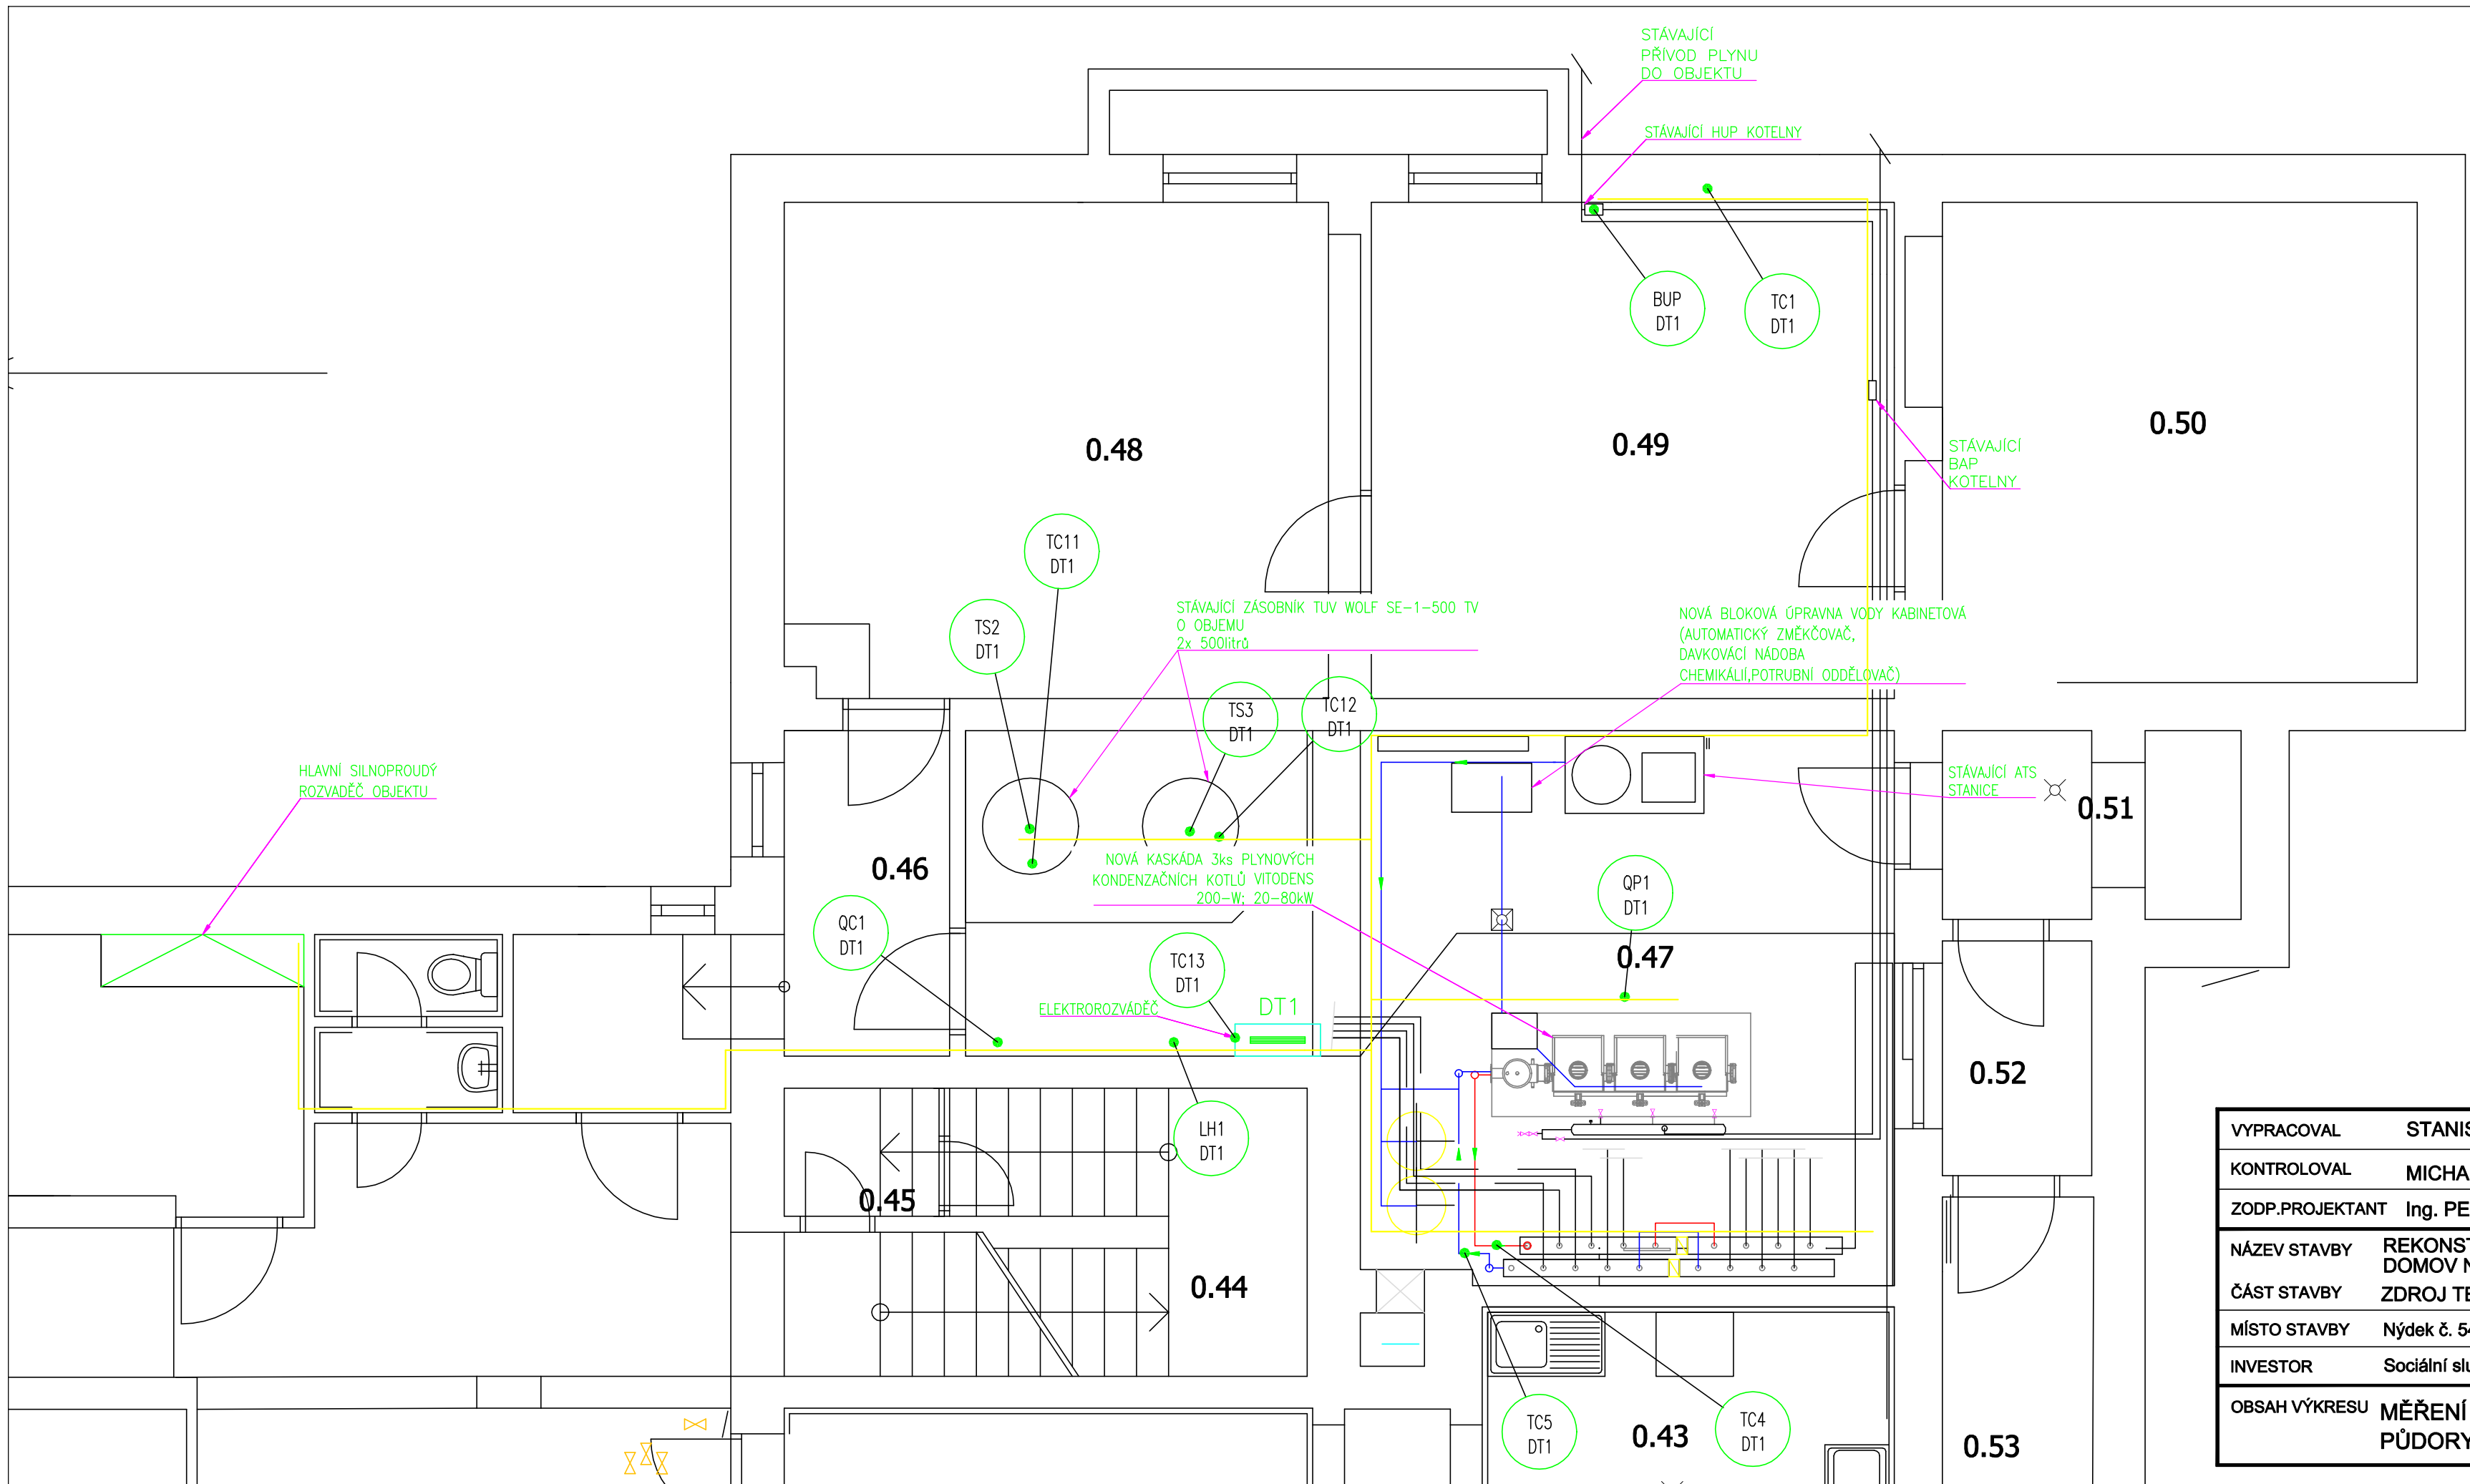 STÁVAJÍCÍ
PŘÍVOD PLYNU
DO OBJEKTU
STÁVAJÍCÍ HUP KOTELNY
BUP
DT1
TC1
DT1
0.48
0.49
0.50
STÁVAJÍCÍ
BAP
KOTELNY
TC11
DT1
TS2
DT1
STÁVAJÍCÍ ZÁSOBNÍK TUV WOLF SE-1-500 TV
O OBJEMU
2x 500litrů
NOVÁ BLOKOVÁ ÚPRAVNA VODY KABINETOVÁ
(AUTOMATICKÝ ZMĚKČOVAČ,
DAVKOVÁCÍ NÁDOBA
CHEMIKÁLIÍ,POTRUBNÍ ODDĚLOVAČ)
TS3
DT1
TC12
DT1
HLAVNÍ SILNOPROUDÝ
ROZVADĚČ OBJEKTU
STÁVAJÍCÍ ATS
STANICE
0.51
0.46
NOVÁ KASKÁDA 3ks PLYNOVÝCH
KONDENZAČNÍCH KOTLŮ VITODENS
200-W; 20-80kW
QP1
DT1
QC1
DT1
0.47
TC13
DT1
ELEKTROROZVÁDĚČ
DT1
0.52
LH1
DT1
0.45
0.44
TC5
DT1
TC4
DT1
0.43
0.53
VYPRACOVAL STANIS
KONTROLOVAL MICHA
ZODP.PROJEKTANT Ing. PE
NÁZEV STAVBY REKONST
DOMOV N
ČÁST STAVBY ZDROJ TE
MÍSTO STAVBY Nýdek č. 54
INVESTOR Sociální slu
OBSAH VÝKRESU MĚŘENÍ
PŮDORY